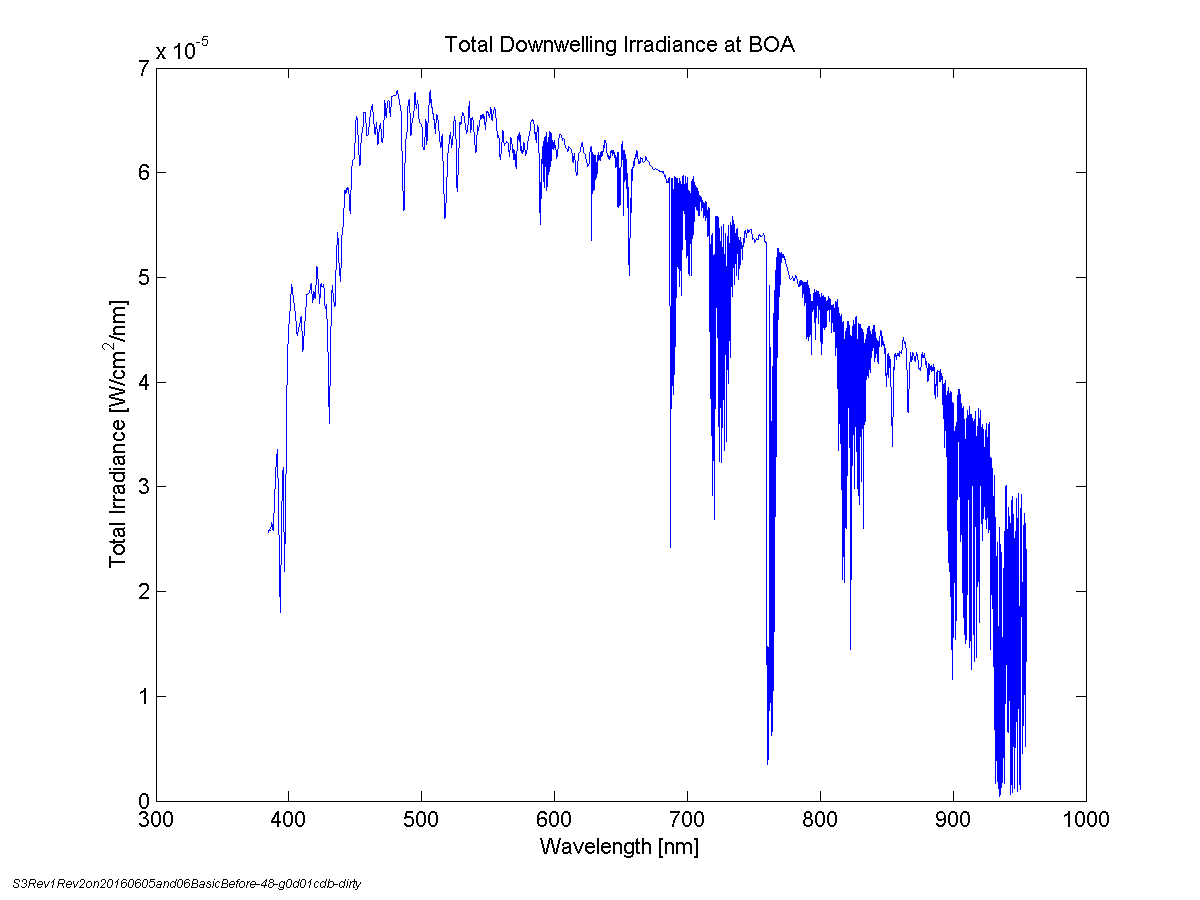 Total Downwelling Irradiance at BOA
x 10^-5
7
6
5
4
3
2
1
0
Total Irradiance [W/cm^2/nm]
300 400 500 600 700 800 900 1000
Wavelength [nm]
S3Rev1Rev2on20160605and06BasicBefore-48-g0d01cdb-dirty